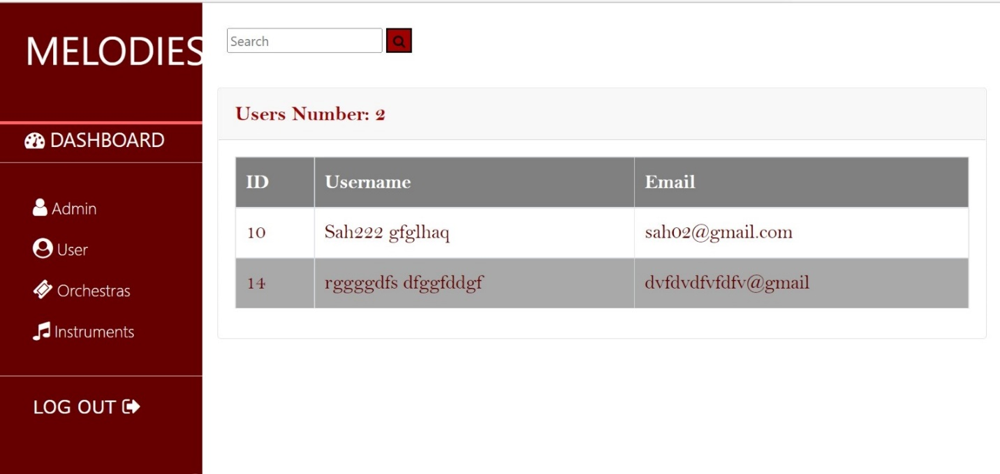 MELODIES
DASHBOARD
Admin
User
Orchestras
Instruments
LOG OUT
Search
Users Number: 2
ID Username Email
10 Sah222 gfglhaq sah02@gmail.com
14 rggggdfs dfggfddgf dvfdvdfvfdfv@gmail